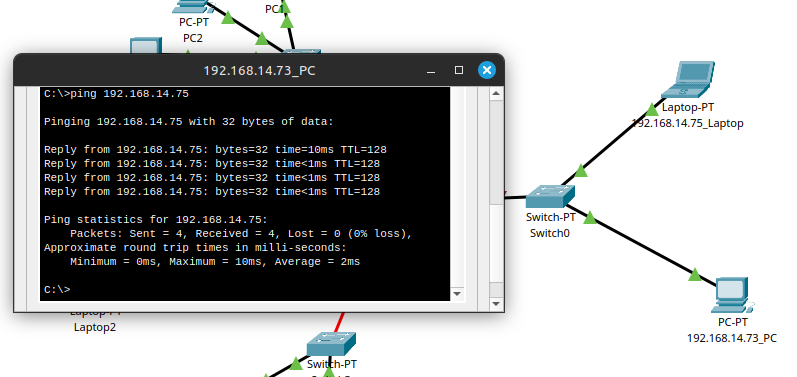 PC-PT
PC2
PC1
192.168.14.73_PC
C:\>ping 192.168.14.75
Pinging 192.168.14.75 with 32 bytes of data:
Reply from 192.168.14.75: bytes=32 time=10ms TTL=128
Reply from 192.168.14.75: bytes=32 time<1ms TTL=128
Reply from 192.168.14.75: bytes=32 time<1ms TTL=128
Reply from 192.168.14.75: bytes=32 time<1ms TTL=128
Ping statistics for 192.168.14.75:
Packets: Sent = 4, Received = 4, Lost = 0 (0% loss),
Approximate round trip times in milli-seconds:
Minimum = 0ms, Maximum = 10ms, Average = 2ms
C:\>
Laptop-PT
192.168.14.75_Laptop
Switch-PT
Switch0
PC-PT
192.168.14.73_PC
Laptop-PT
Laptop2
Switch-PT